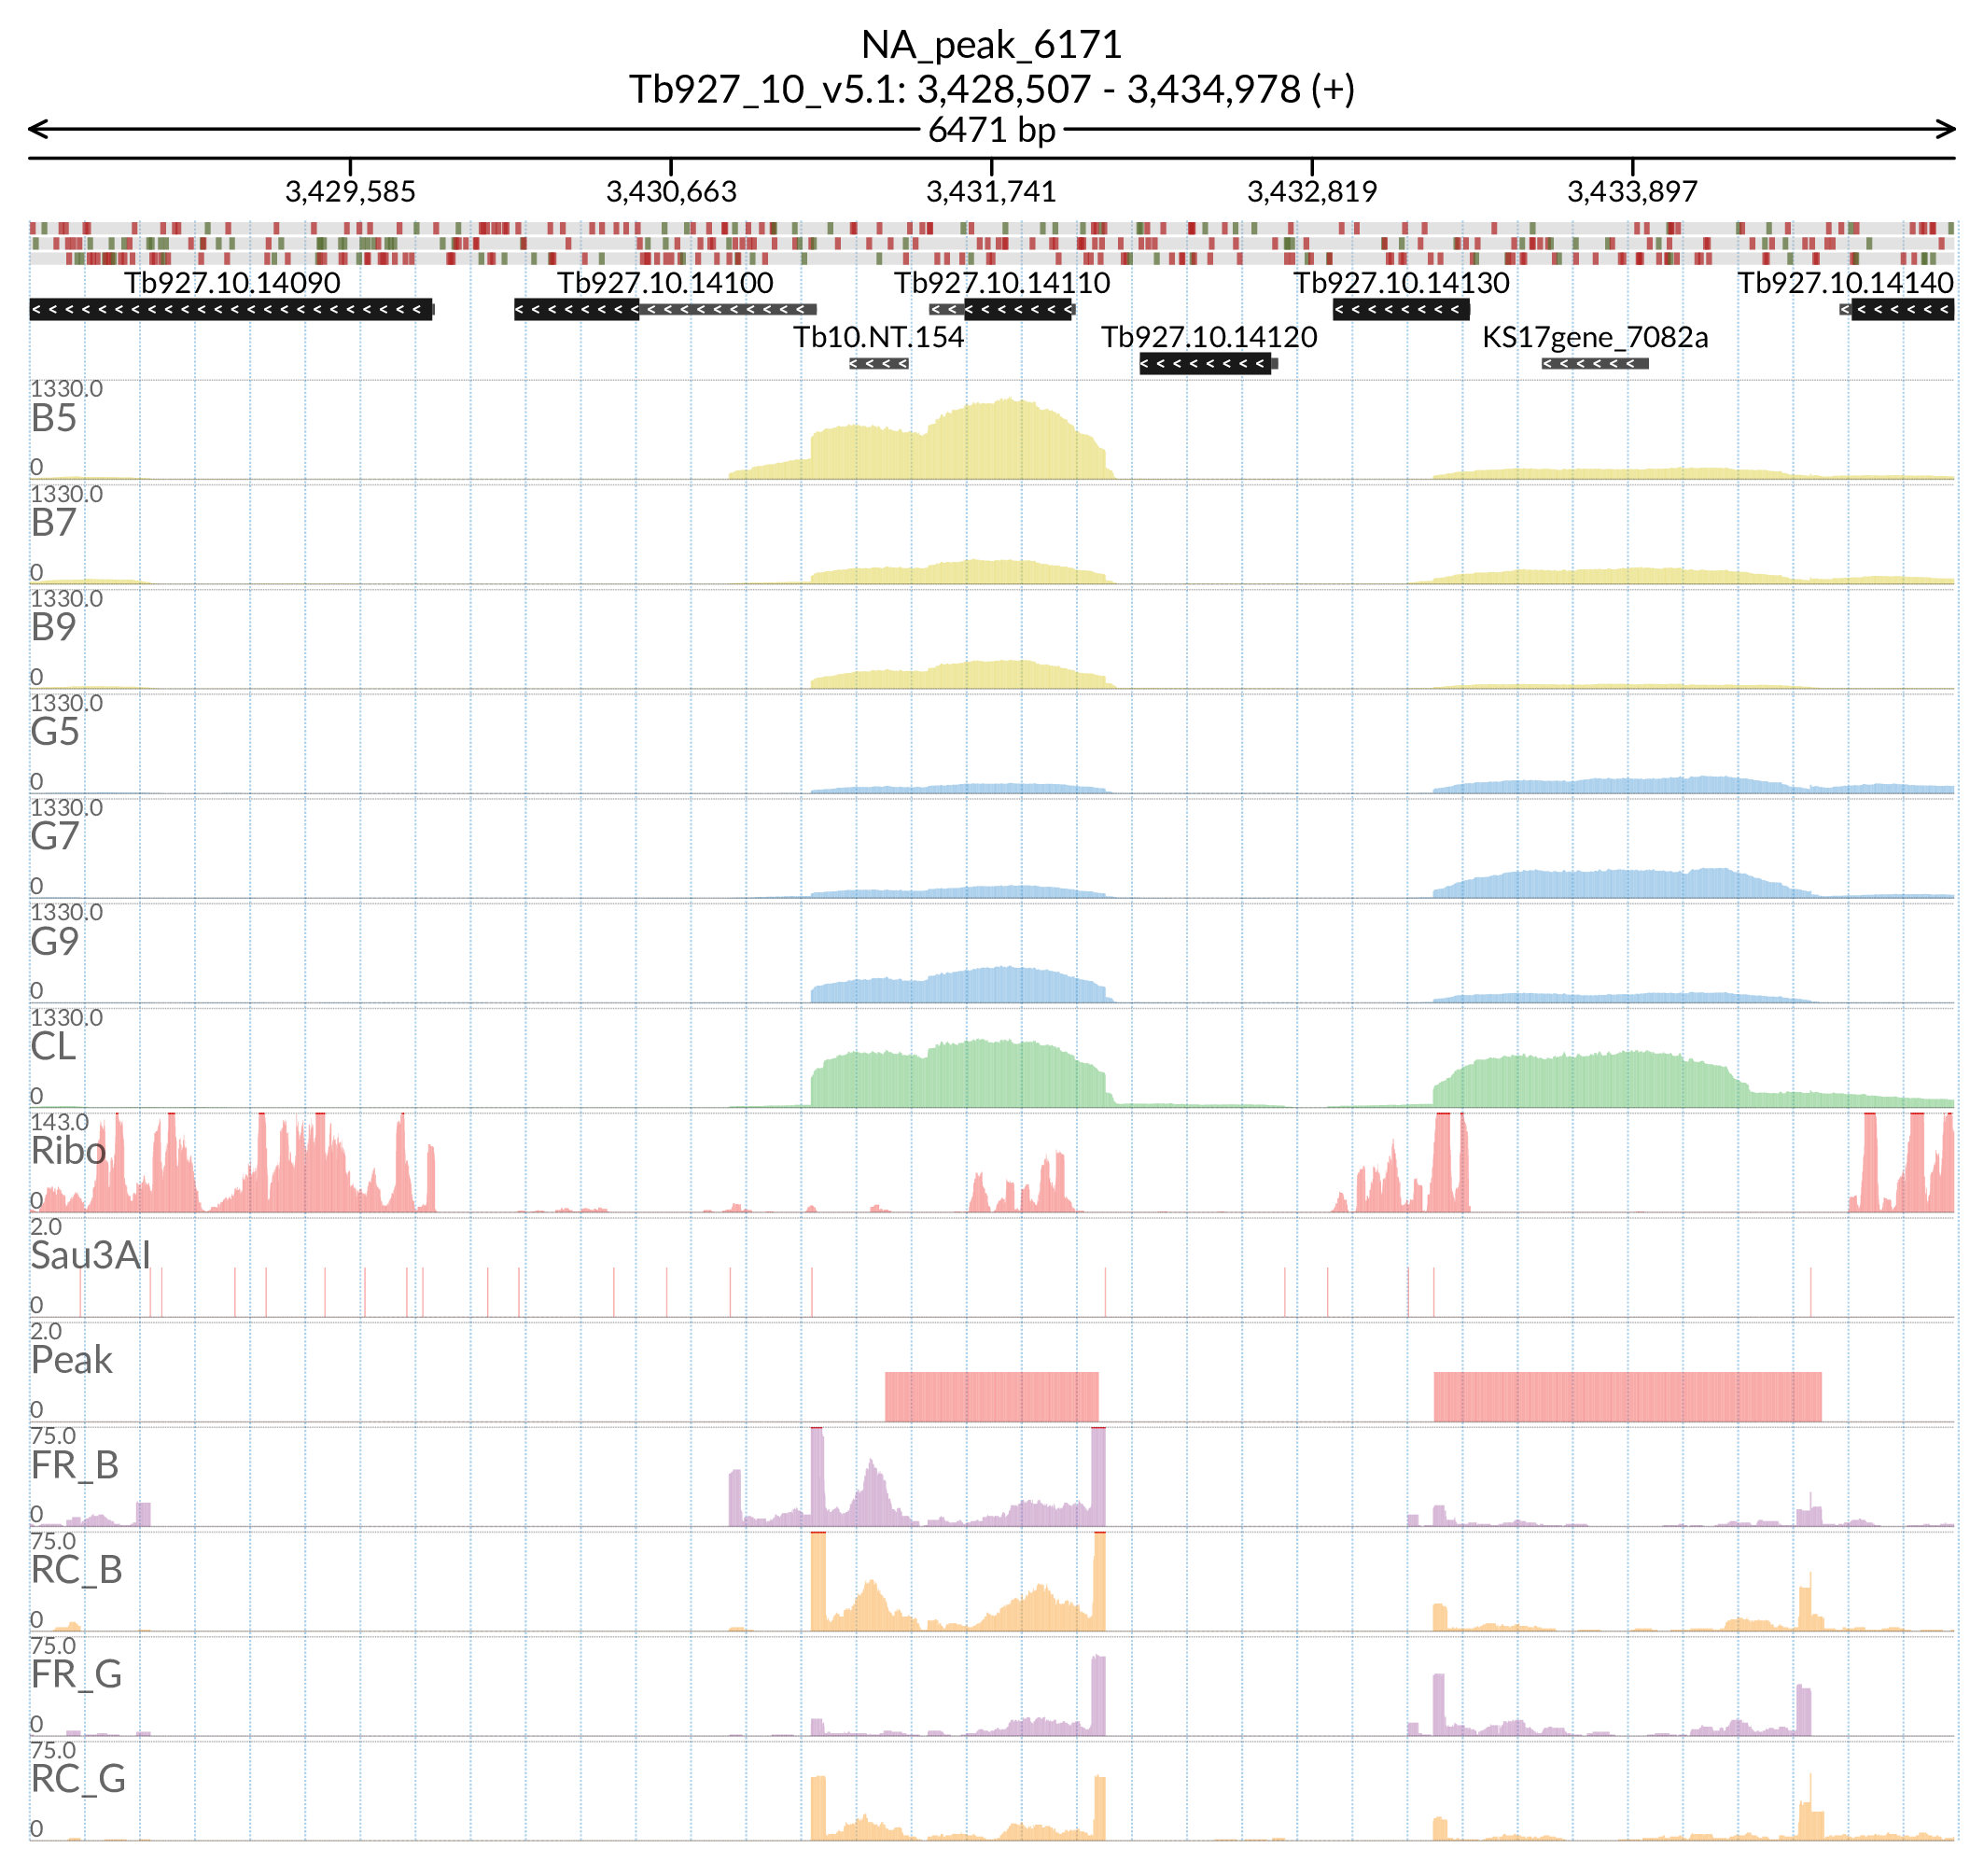 NA_peak_6171
Tb927_10_v5.1: 3,428,507 - 3,434,978 (+)
6471 bp
3,429,585 3,430,663 3,431,741 3,432,819 3,433,897
Tb927.10.14090 Tb927.10.14100 Tb927.10.14110 Tb927.10.14130 Tb927.10.14140
Tb10.NT.154 Tb927.10.14120 KS17gene_7082a
1330.0
B5
0
1330.0
B7
0
1330.0
B9
0
1330.0
G5
0
1330.0
G7
0
1330.0
G9
0
1330.0
CL
0
143.0
Ribo
0
2.0
Sau3AI
0
2.0
Peak
0
75.0
FR_B
0
75.0
RC_B
0
75.0
FR_G
0
75.0
RC_G
0